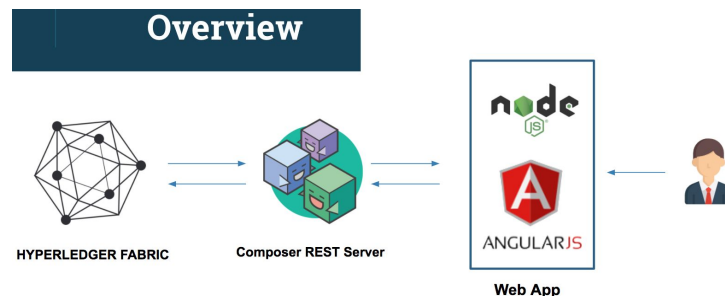 Overview
HYPERLEDGER FABRIC
Composer REST Server
node
JS
A
ANGULARJS
Web App